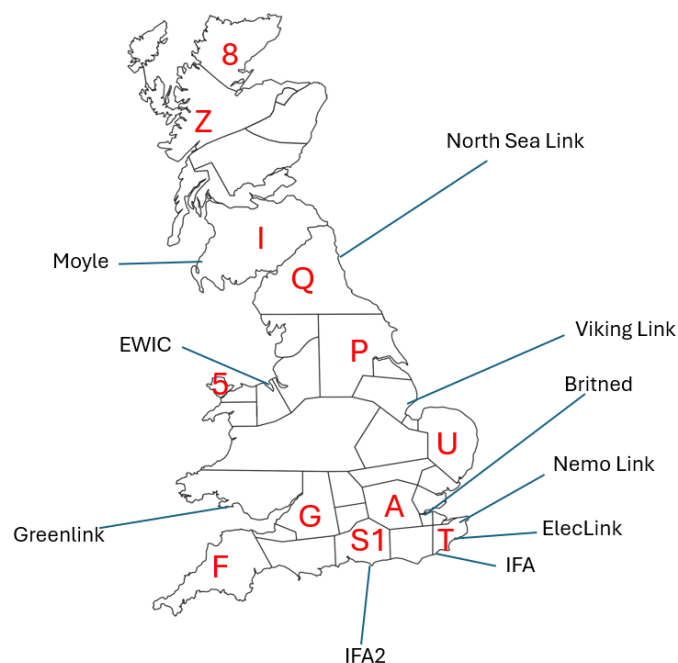 8
Z
North Sea Link
I
Moyle
Q
Viking Link
EWIC
P
5
Britned
U
Nemo Link
A
G
ElecLink
Greenlink
S1
T
IFA
F
IFA2